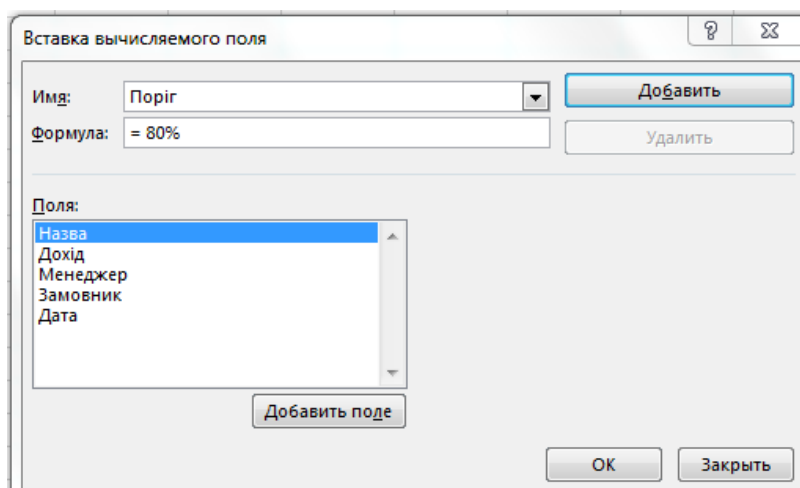 Вставка вычисляемого поля
Имя: Поріг Добавить
Формула: = 80% Удалить
Поля:
Назва
Дохід
Менеджер
Замовник
Дата
Добавить поле
ОК Закрыть